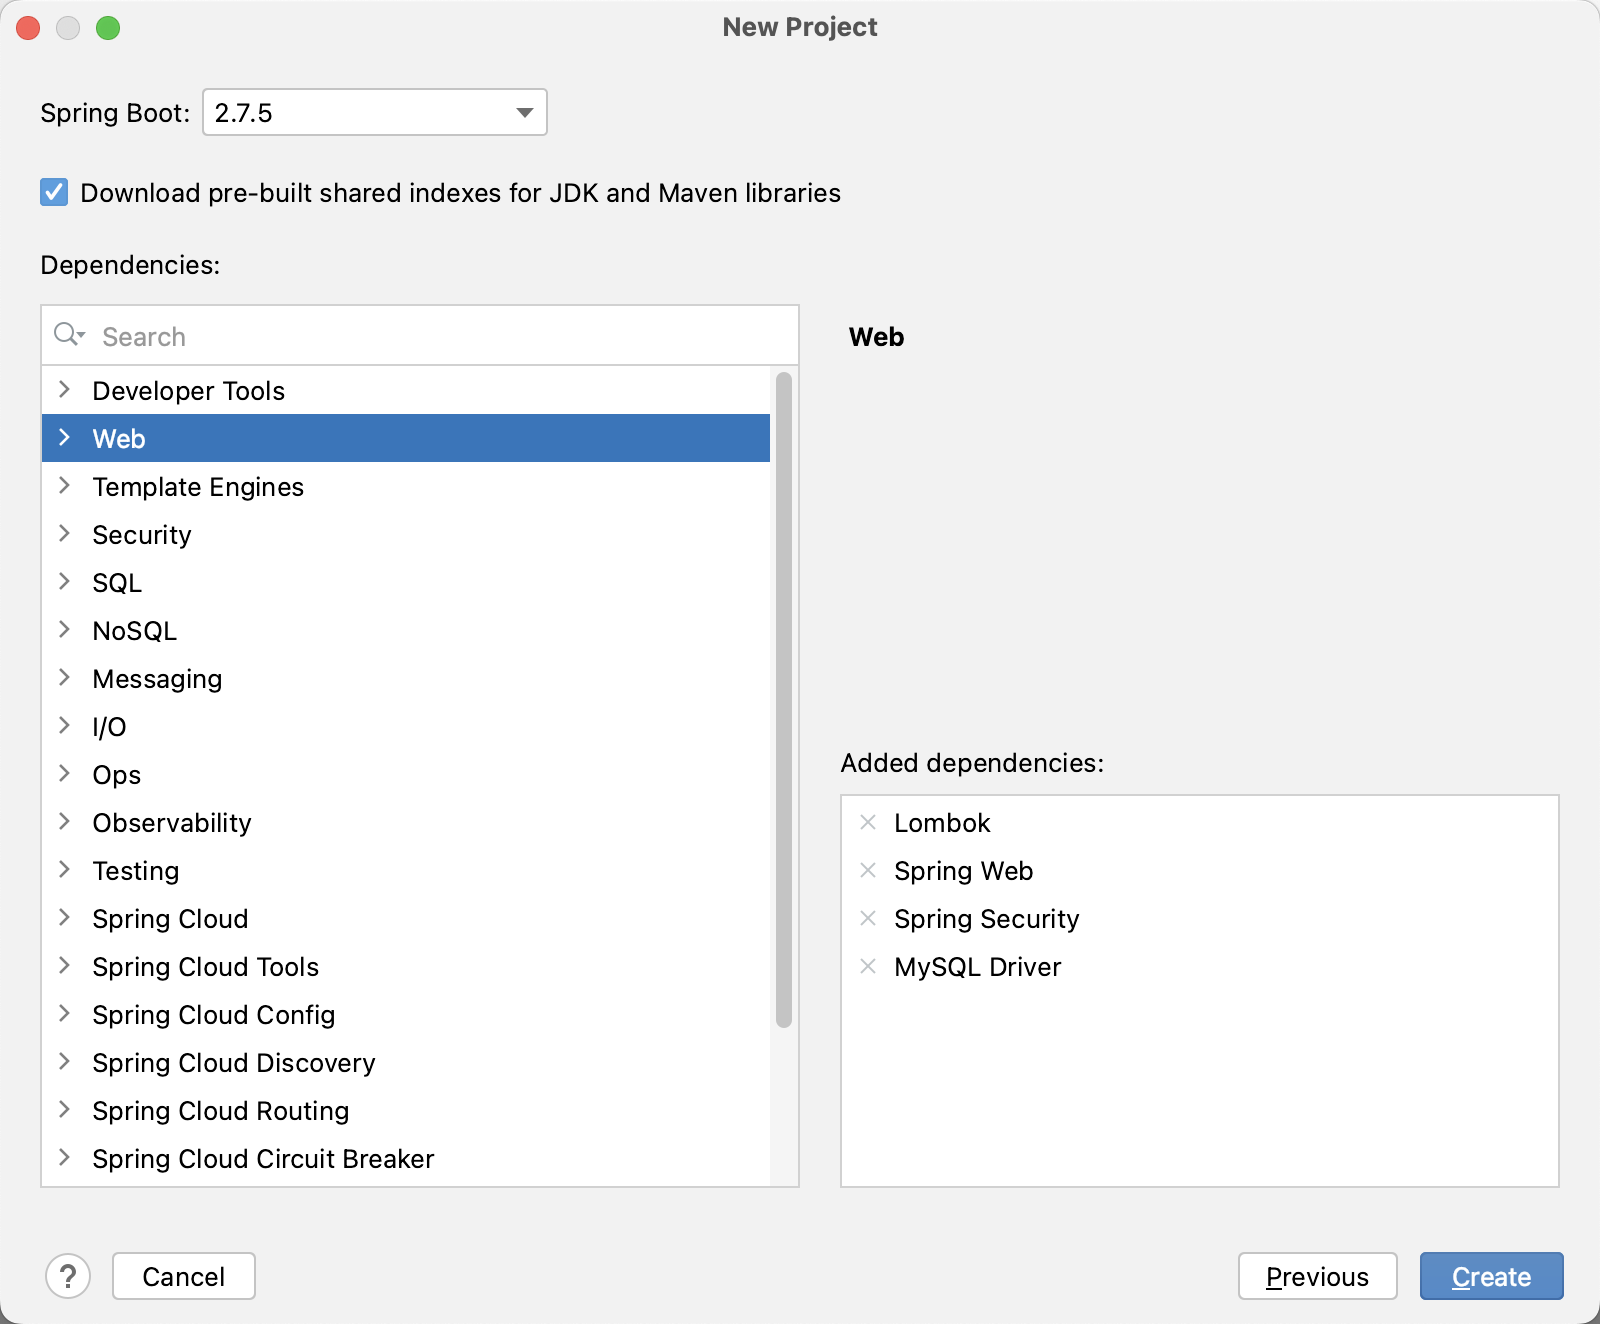 New Project
Spring Boot: 2.7.5
Download pre-built shared indexes for JDK and Maven libraries
Dependencies:
Search
Developer Tools
Web
Template Engines
Security
SQL
NoSQL
Messaging
I/O
Ops
Observability
Testing
Spring Cloud
Spring Cloud Tools
Spring Cloud Config
Spring Cloud Discovery
Spring Cloud Routing
Spring Cloud Circuit Breaker
Web
Added dependencies:
Lombok
Spring Web
Spring Security
MySQL Driver
? Cancel Previous Create